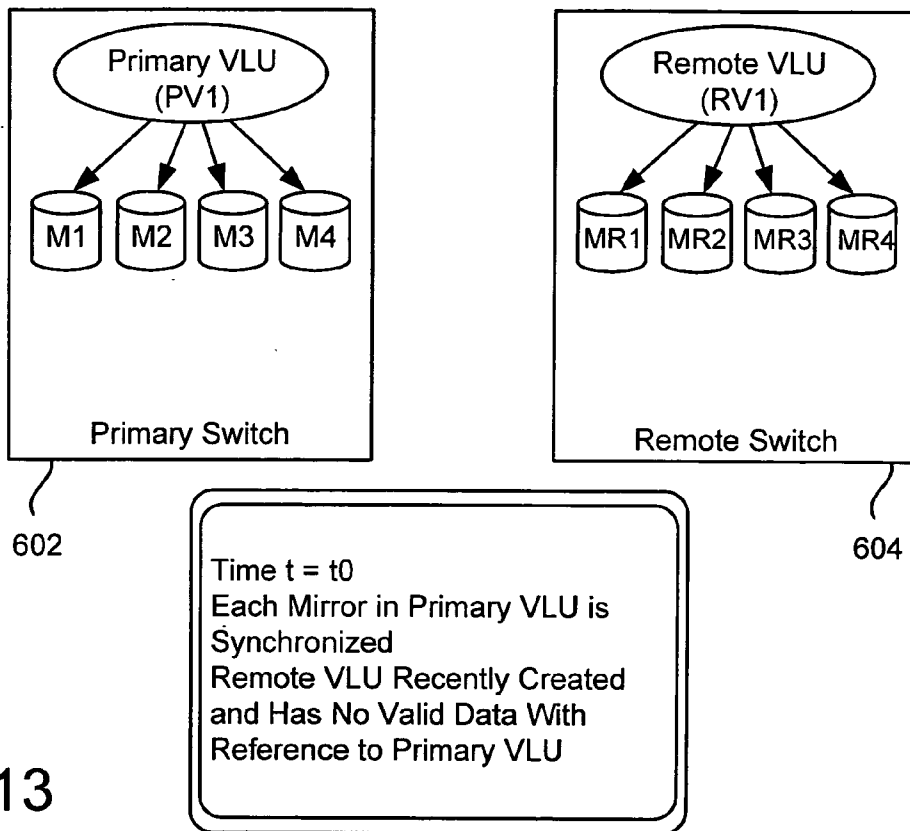 Primary VLU
(PV1)
M1 M2 M3 M4
Primary Switch
602
Remote VLU
(RV1)
MR1 MR2 MR3 MR4
Remote Switch
604
Time t = t0
Each Mirror in Primary VLU is
Synchronized
Remote VLU Recently Created
and Has No Valid Data With
Reference to Primary VLU
13